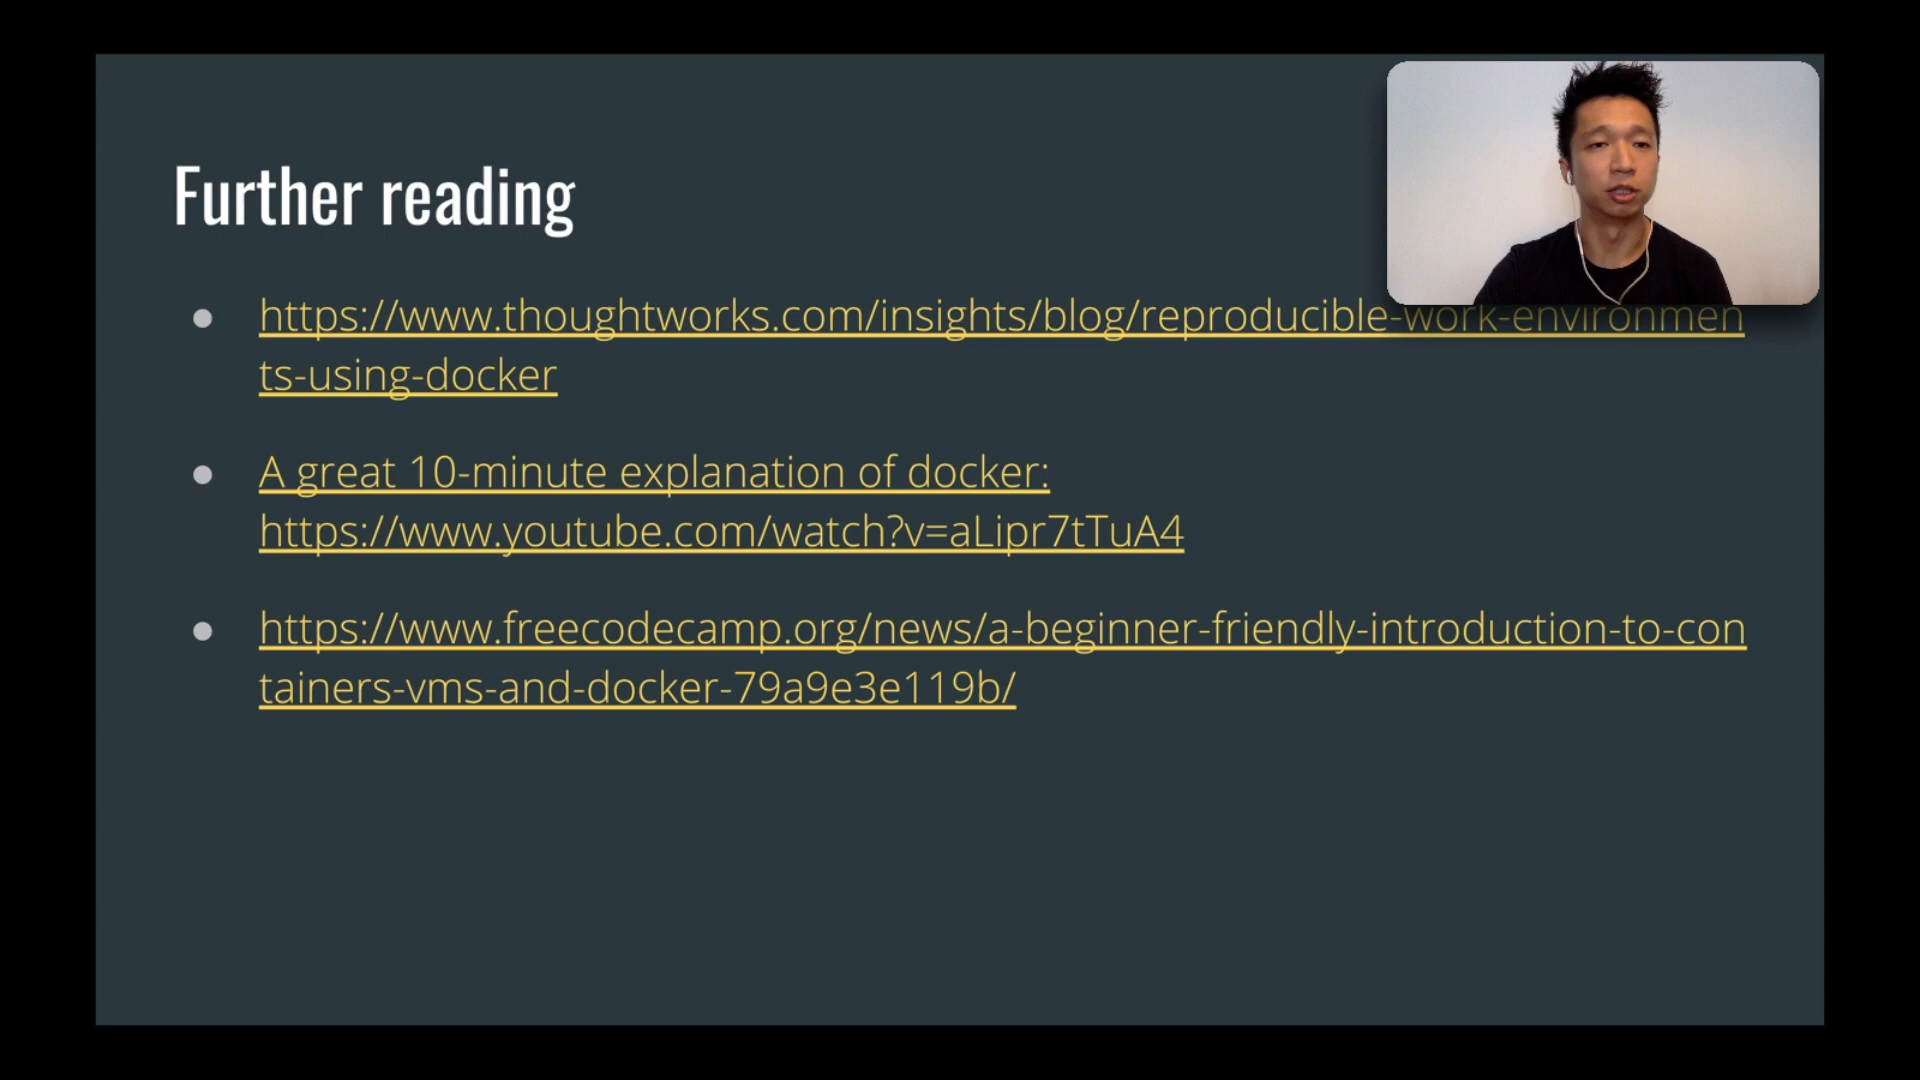 Further reading
https://www.thoughtworks.com/insights/blog/reproducible-work-environmen
ts-using-docker
A great 10-minute explanation of docker:
https://www.youtube.com/watch?v=aLipr7tTuA4
https://www.freecodecamp.org/news/a-beginner-friendly-introduction-to-con
tainers-vms-and-docker-79a9e3e119b/